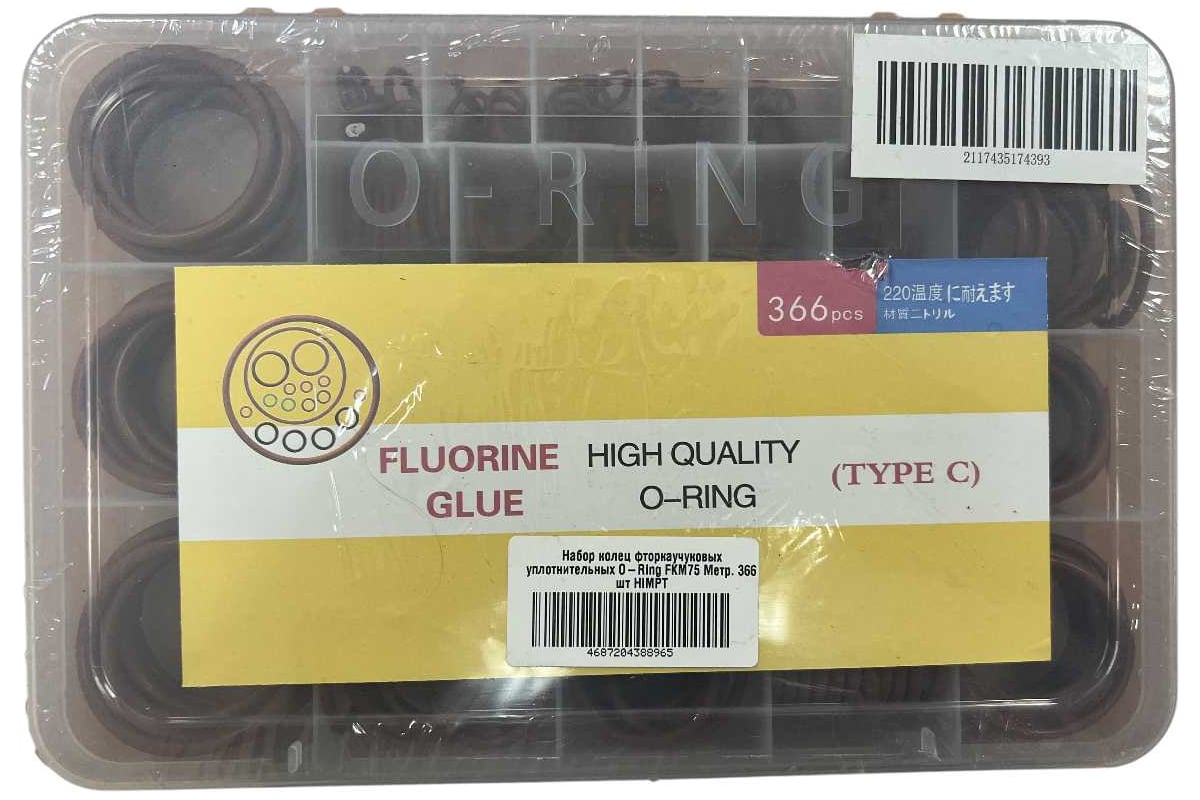 2117435174393
O-RING
366pcs
220温度に耐えます
材質ニトリル
FLUORINE
GLUE
HIGH QUALITY
O-RING
(TYPE C)
Набор колец фторкаучуковых
уплотнительных O – Ring FKM75 Метр. 366
шт HIMPT
4687204388965